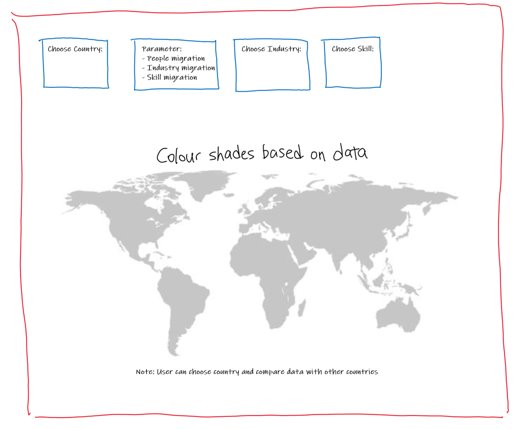 Choose Country:
Parameter:
- People migration
- Industry migration
- Skill migration
Choose Industry:
Choose Skill:
Colour shades based on data
Note: User can choose country and compare data with other countries